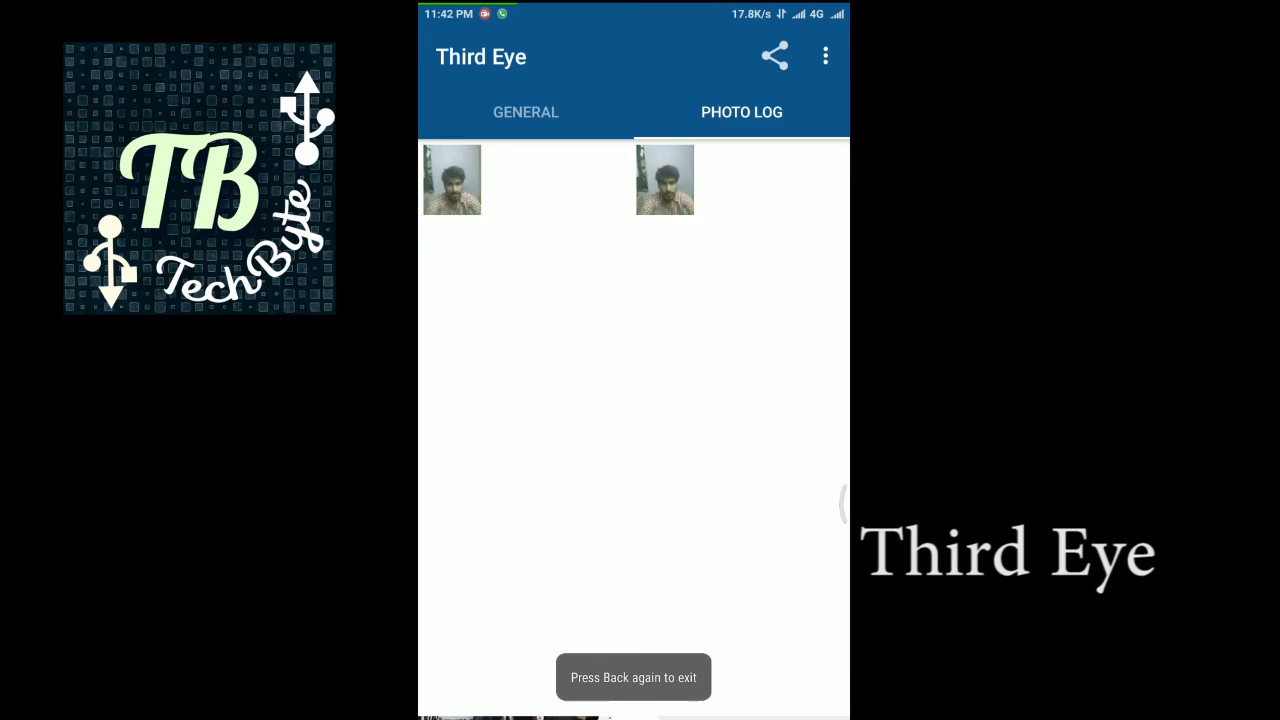 TB
TechByte
11:42 PM
17.8K/s 4G
Third Eye
GENERAL
PHOTO LOG
Press Back again to exit
Third Eye